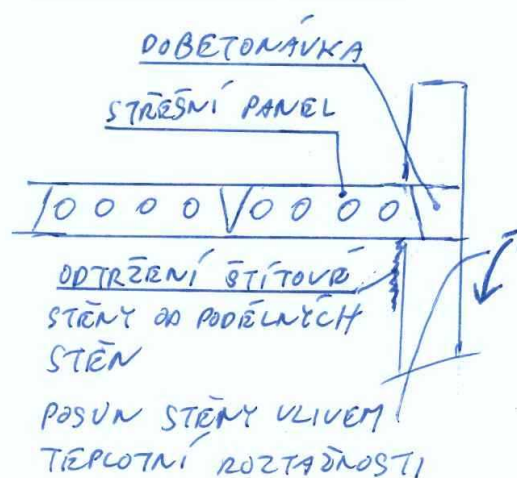 DOBETONÁVKA
STŘEŠNÍ PANEL
ODTRŽENÍ ŠTÍTOVÉ
STĚNY OD PODÉLNÝCH
STĚN
POSUN STĚNY VLIVEM
TEPLOTNÍ ROZTAŽNOSTI